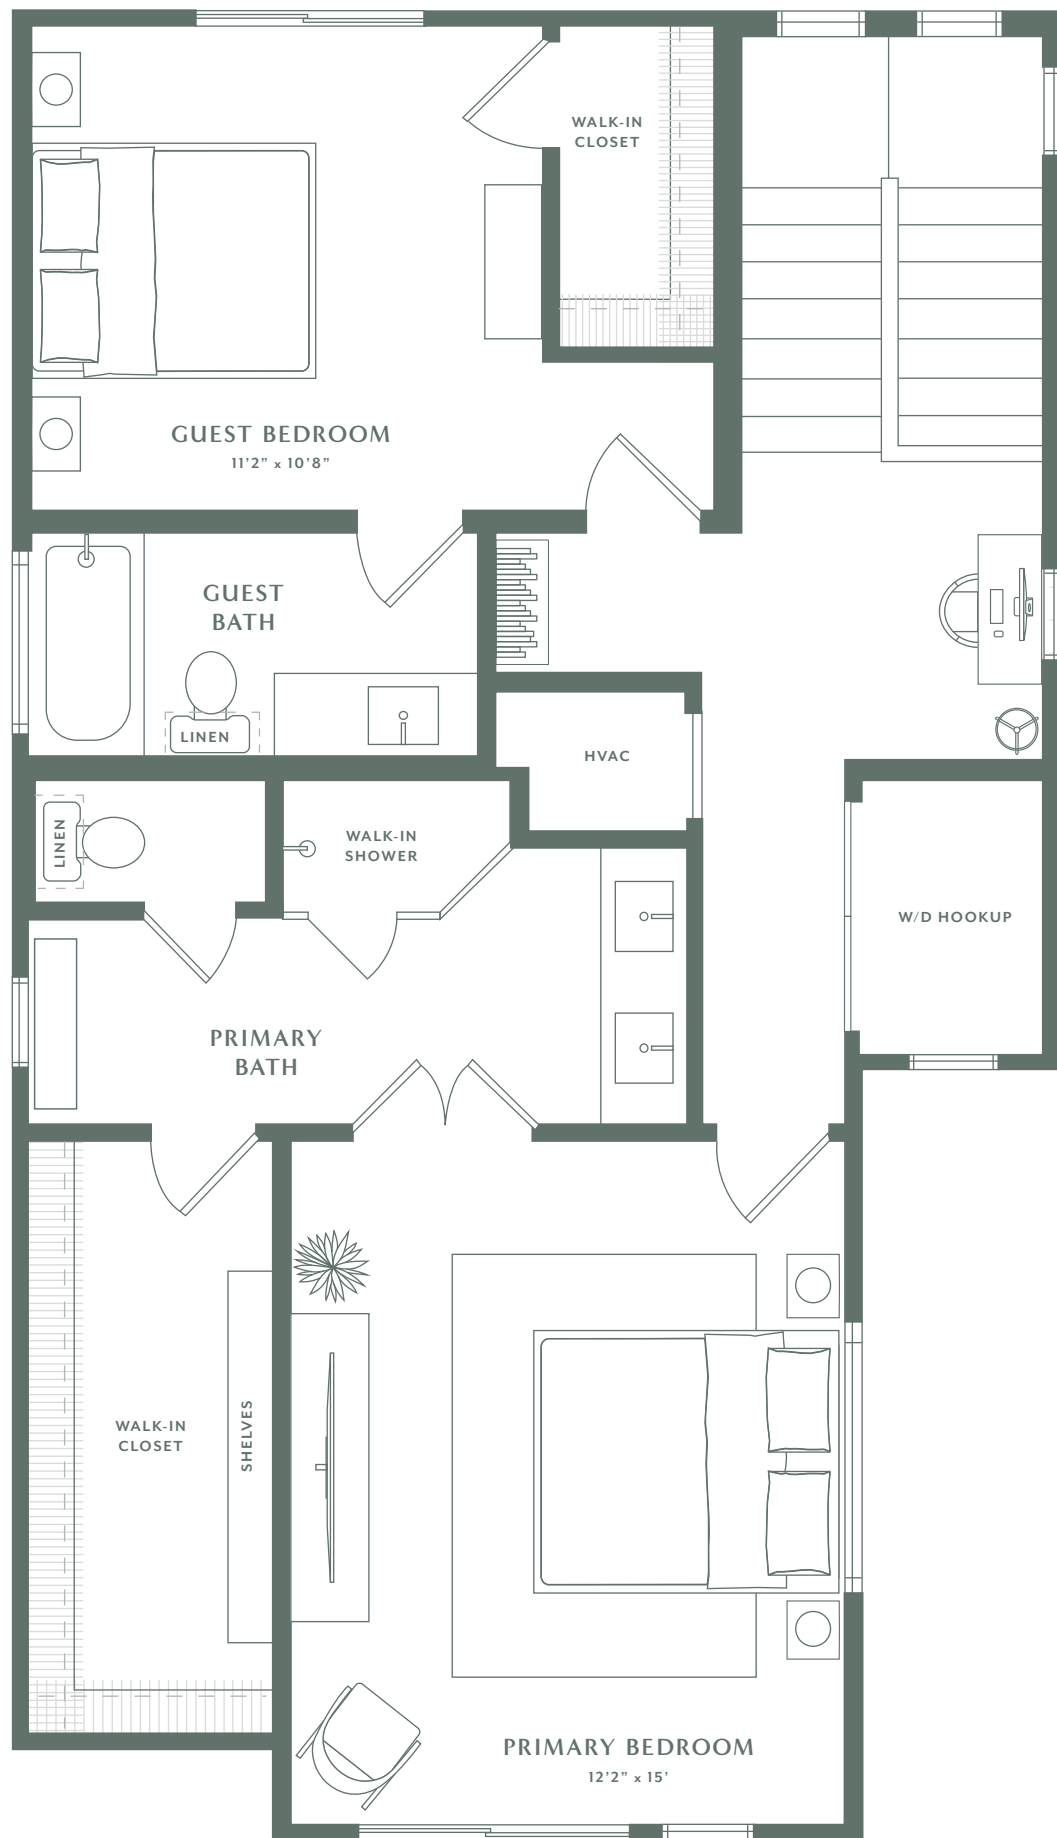 WALK-IN
CLOSET
GUEST BEDROOM
11'2” x 10'8”
GUEST
BATH
LINEN
HVAC
LINEN
WALK-IN
SHOWER
W/D HOOKUP
PRIMARY
BATH
WALK-IN
CLOSET
SHELVES
PRIMARY BEDROOM
12'2” x 15'